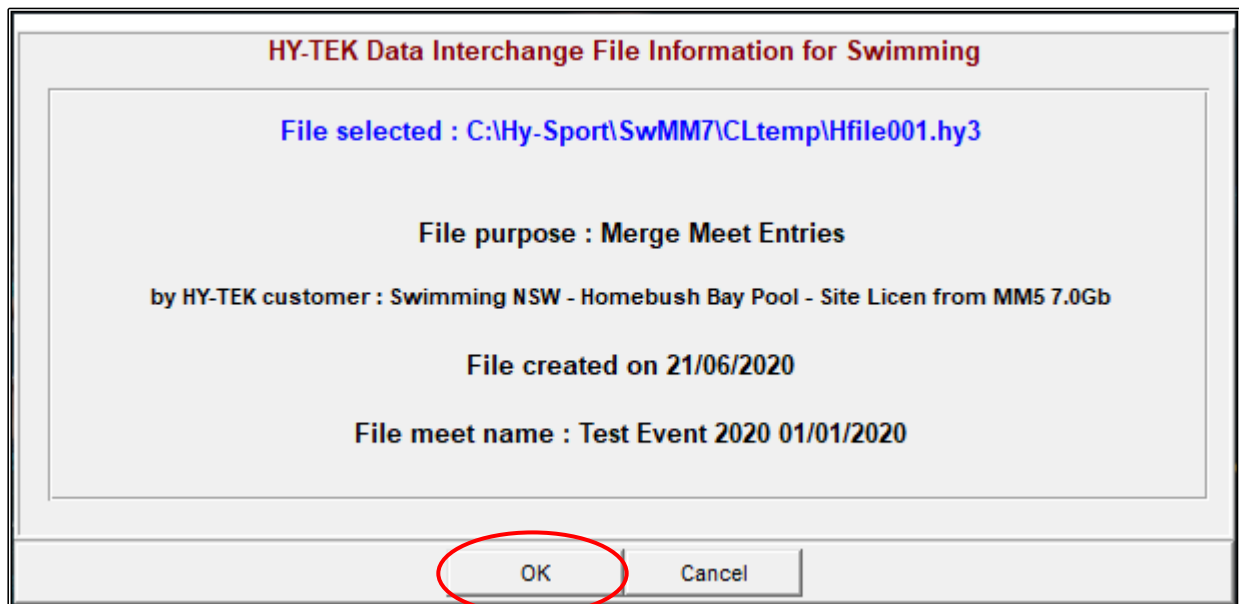 HY-TEK Data Interchange File Information for Swimming
File selected : C:\Hy-Sport\SwMM7\CLtemp\Hfile001.hy3
File purpose : Merge Meet Entries
by HY-TEK customer : Swimming NSW - Homebush Bay Pool - Site Licen from MM5 7.0Gb
File created on 21/06/2020
File meet name : Test Event 2020 01/01/2020
OK Cancel